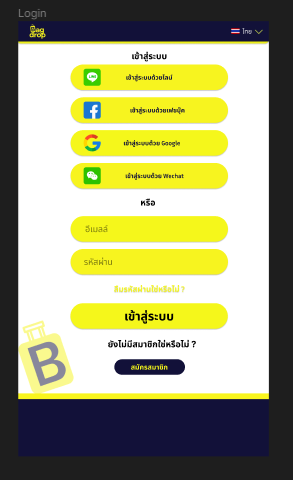 Login
Bag
drop
ไทย
เข้าสู่ระบบ
เข้าสู่ระบบด้วยไลน์
เข้าสู่ระบบด้วยเฟซบุ๊ค
เข้าสู่ระบบด้วย Google
เข้าสู่ระบบด้วย Wechat
หรือ
อีเมลล์
รหัสผ่าน
ลืมรหัสผ่านใช่หรือไม่ ?
เข้าสู่ระบบ
ยังไม่มีสมาชิกใช่หรือไม่ ?
สมัครสมาชิก
B